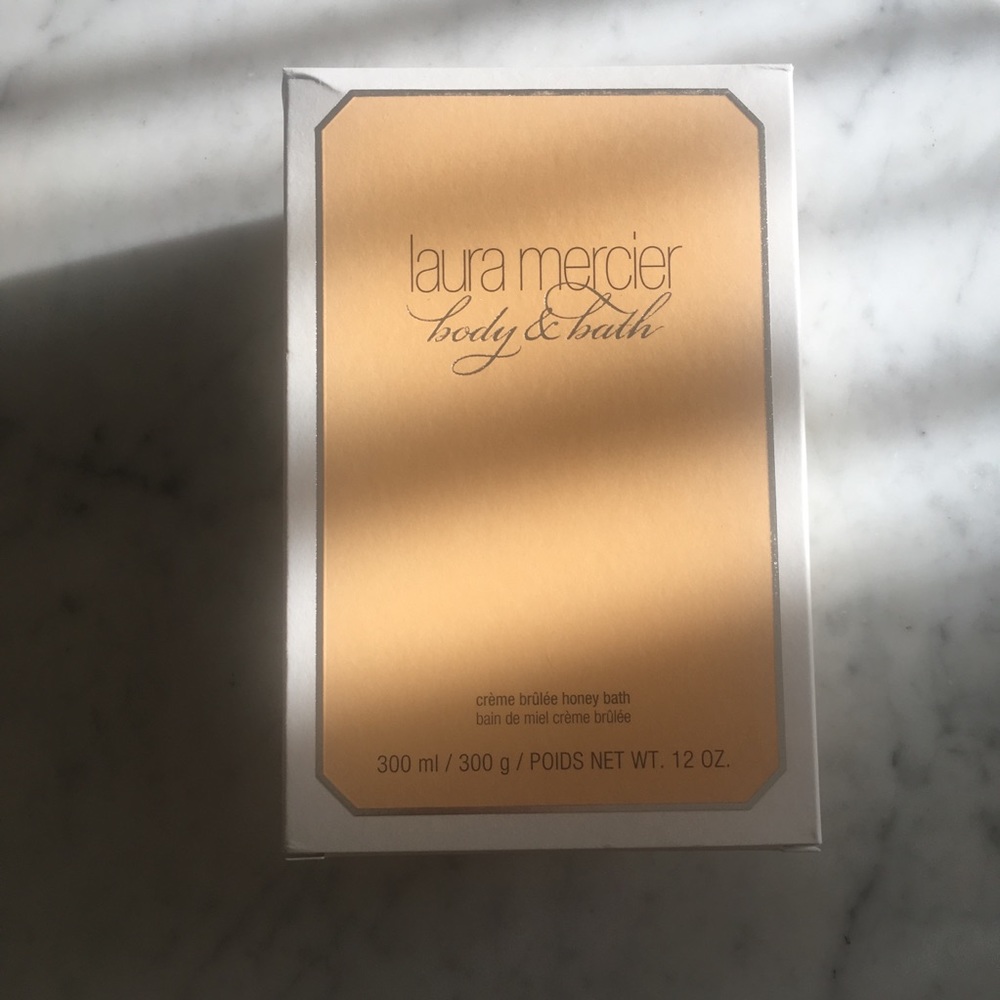 laura mercier
body & bath
crème brûlée honey bath
bain de miel crème brûlée
300 ml / 300 g / POIDS NET WT. 12 OZ.